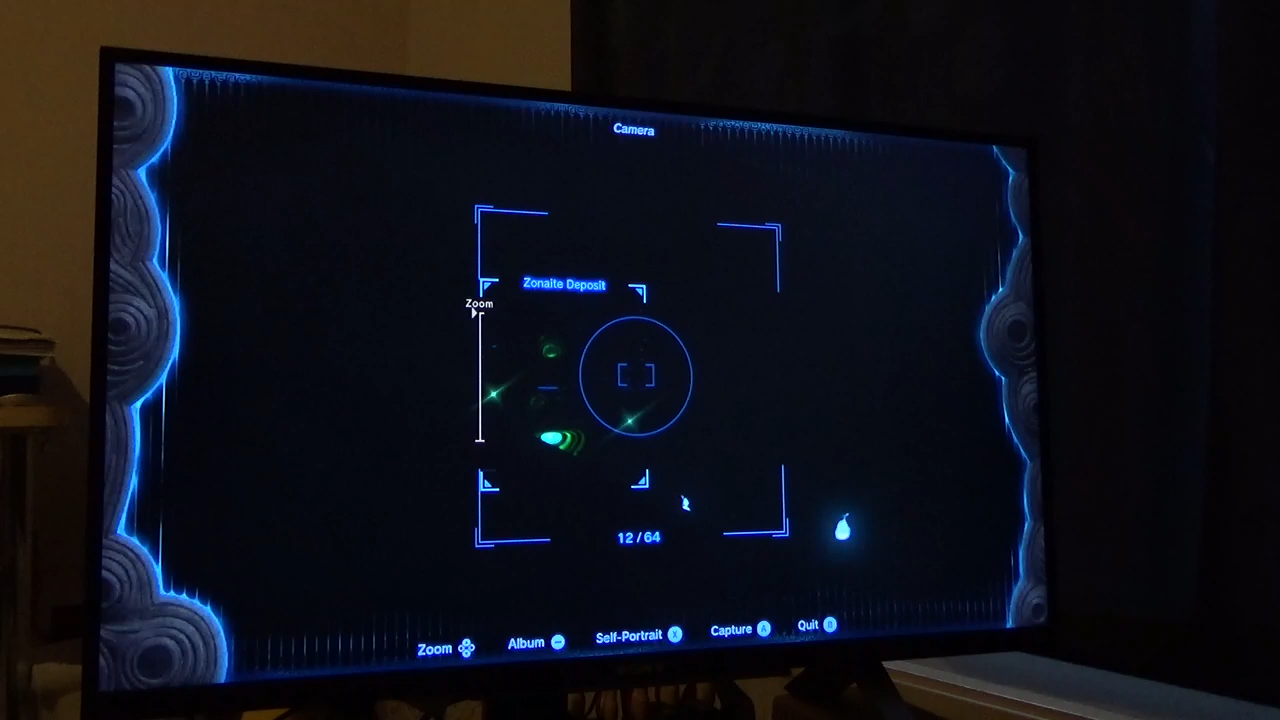 Camera
Zonaite Deposit
Zoom
12 / 64
Zoom
Album
Self-Portrait X
Capture A
Quit B